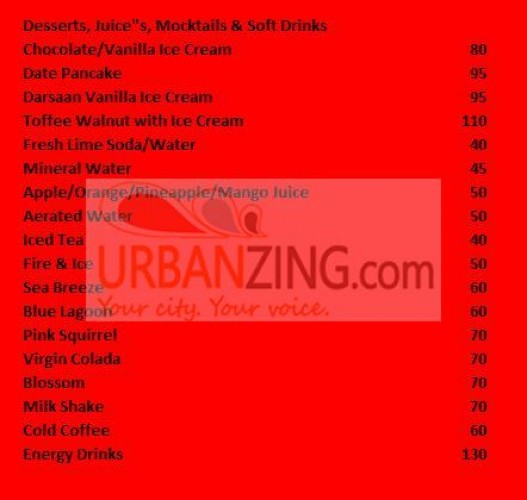 Desserts, Juice"s, Mocktails & Soft Drinks
Chocolate/Vanilla Ice Cream 80
Date Pancake 95
Darsaan Vanilla Ice Cream 95
Toffee Walnut with Ice Cream 110
Fresh Lime Soda/Water 40
Mineral Water 45
Apple/Orange/Pineapple/Mango Juice 50
Aerated Water 50
Iced Tea 40
Fire & Ice 50
Sea Breeze 60
Blue Lagoon 60
Pink Squirrel 70
Virgin Colada 70
Blossom 70
Milk Shake 70
Cold Coffee 60
Energy Drinks 130
URBANZING.com
Your city. Your voice.